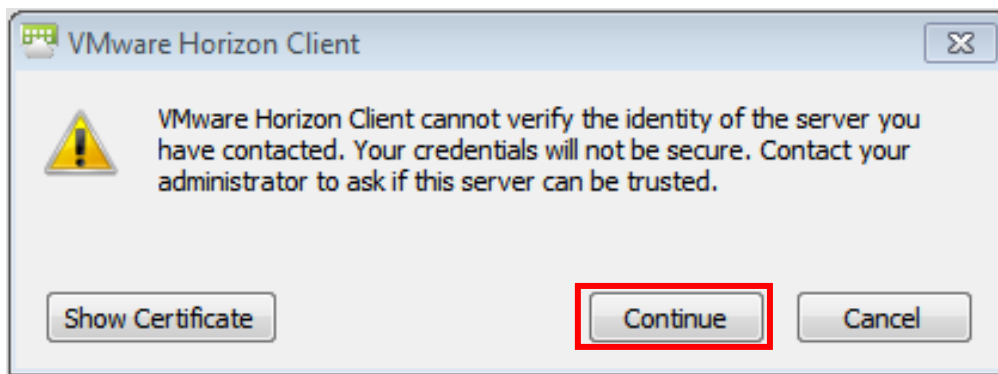 VMware Horizon Client
VMware Horizon Client cannot verify the identity of the server you
have contacted. Your credentials will not be secure. Contact your
administrator to ask if this server can be trusted.
Show Certificate
Continue
Cancel